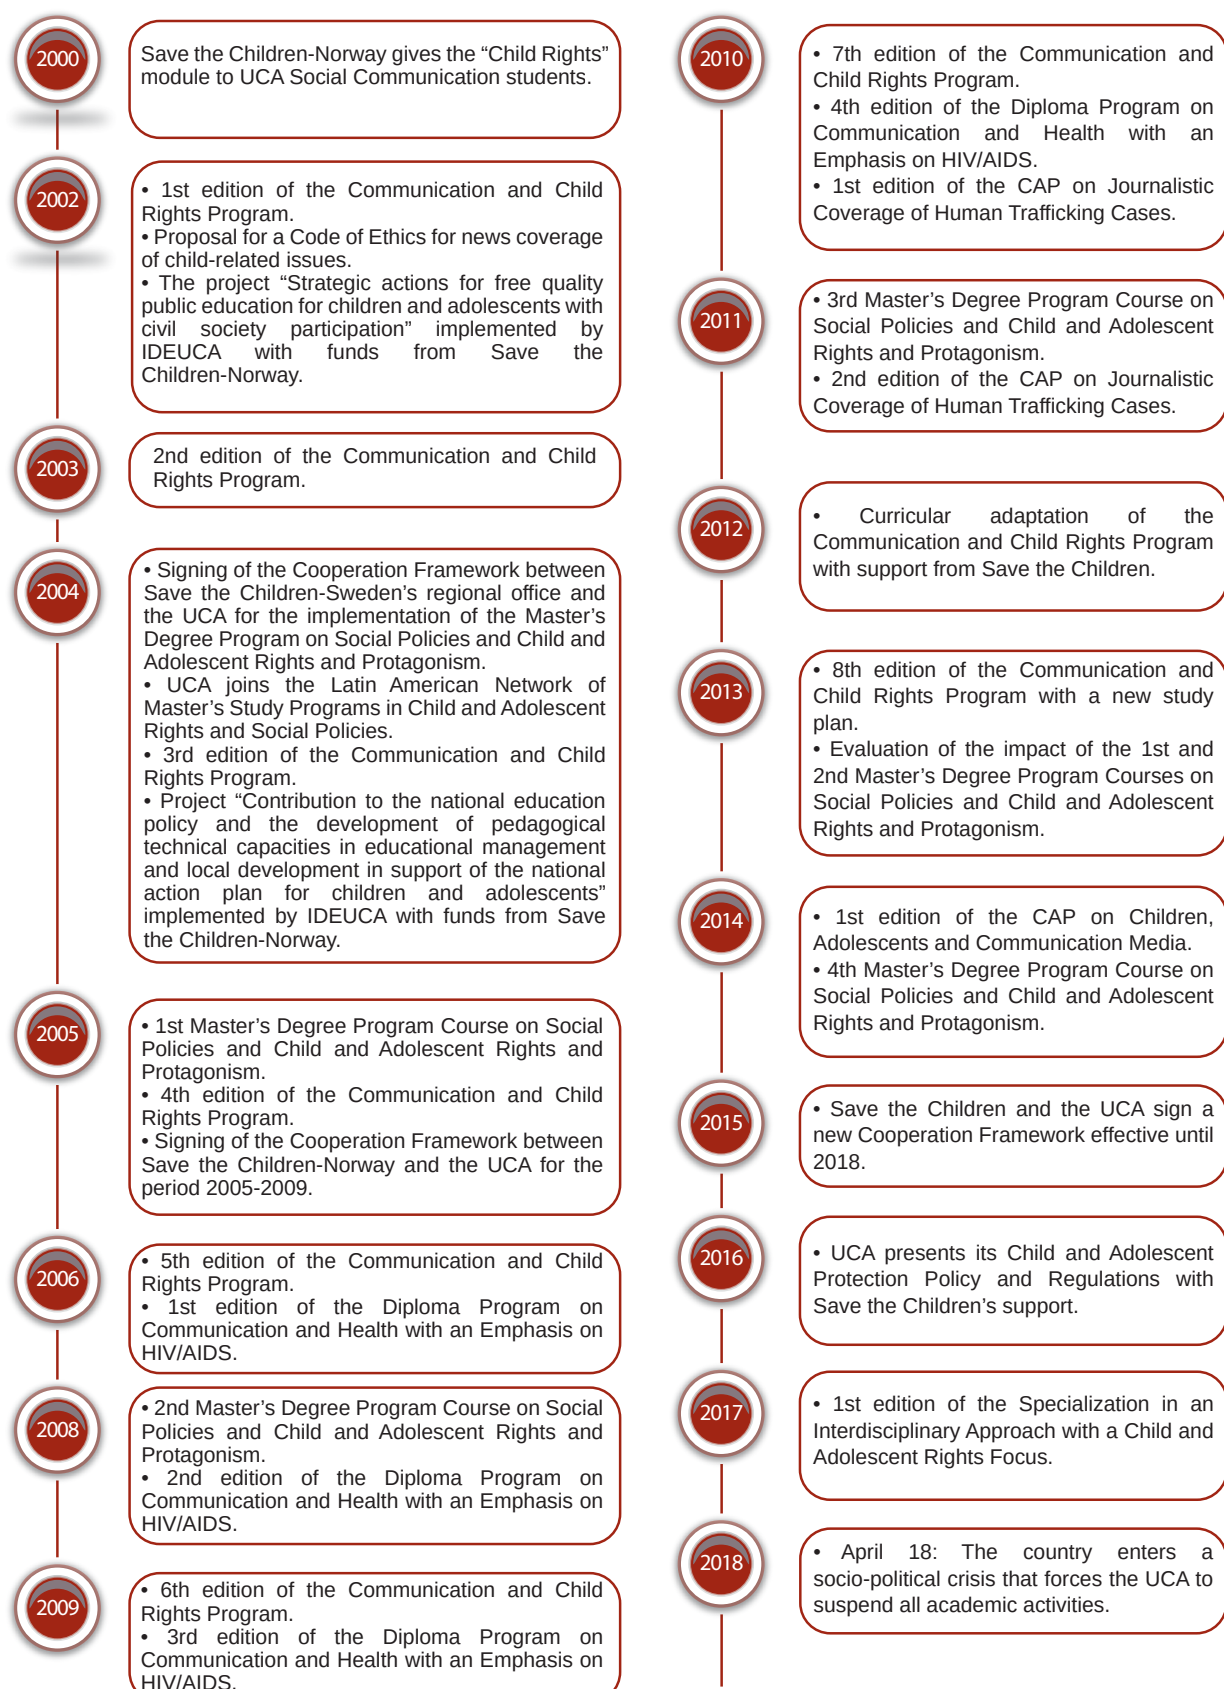 2000
Save the Children-Norway gives the “Child Rights”
module to UCA Social Communication students.
2002
• 1st edition of the Communication and Child
Rights Program.
• Proposal for a Code of Ethics for news coverage
of child-related issues.
• The project “Strategic actions for free quality
public education for children and adolescents with
civil society participation” implemented by
IDEUCA with funds from Save the
Children-Norway.
2003
2nd edition of the Communication and Child
Rights Program.
2004
• Signing of the Cooperation Framework between
Save the Children-Sweden’s regional office and
the UCA for the implementation of the Master’s
Degree Program on Social Policies and Child and
Adolescent Rights and Protagonism.
• UCA joins the Latin American Network of
Master’s Study Programs in Child and Adolescent
Rights and Social Policies.
• 3rd edition of the Communication and Child
Rights Program.
• Project “Contribution to the national education
policy and the development of pedagogical
technical capacities in educational management
and local development in support of the national
action plan for children and adolescents”
implemented by IDEUCA with funds from Save
the Children-Norway.
2005
• 1st Master’s Degree Program Course on Social
Policies and Child and Adolescent Rights and
Protagonism.
• 4th edition of the Communication and Child
Rights Program.
• Signing of the Cooperation Framework between
Save the Children-Norway and the UCA for the
period 2005-2009.
2006
• 5th edition of the Communication and Child
Rights Program.
• 1st edition of the Diploma Program on
Communication and Health with an Emphasis on
HIV/AIDS.
2008
• 2nd Master’s Degree Program Course on Social
Policies and Child and Adolescent Rights and
Protagonism.
• 2nd edition of the Diploma Program on
Communication and Health with an Emphasis on
HIV/AIDS.
2009
• 6th edition of the Communication and Child
Rights Program.
• 3rd edition of the Diploma Program on
Communication and Health with an Emphasis on
HIV/AIDS.
2010
• 7th edition of the Communication and
Child Rights Program.
• 4th edition of the Diploma Program on
Communication and Health with an
Emphasis on HIV/AIDS.
• 1st edition of the CAP on Journalistic
Coverage of Human Trafficking Cases.
2011
• 3rd Master’s Degree Program Course on
Social Policies and Child and Adolescent
Rights and Protagonism.
• 2nd edition of the CAP on Journalistic
Coverage of Human Trafficking Cases.
2012
• Curricular adaptation of the
Communication and Child Rights Program
with support from Save the Children.
2013
• 8th edition of the Communication and
Child Rights Program with a new study
plan.
• Evaluation of the impact of the 1st and
2nd Master’s Degree Program Courses on
Social Policies and Child and Adolescent
Rights and Protagonism.
2014
• 1st edition of the CAP on Children,
Adolescents and Communication Media.
• 4th Master’s Degree Program Course on
Social Policies and Child and Adolescent
Rights and Protagonism.
2015
• Save the Children and the UCA sign a
new Cooperation Framework effective until
2018.
2016
• UCA presents its Child and Adolescent
Protection Policy and Regulations with
Save the Children’s support.
2017
• 1st edition of the Specialization in an
Interdisciplinary Approach with a Child and
Adolescent Rights Focus.
2018
• April 18: The country enters a
socio-political crisis that forces the UCA to
suspend all academic activities.